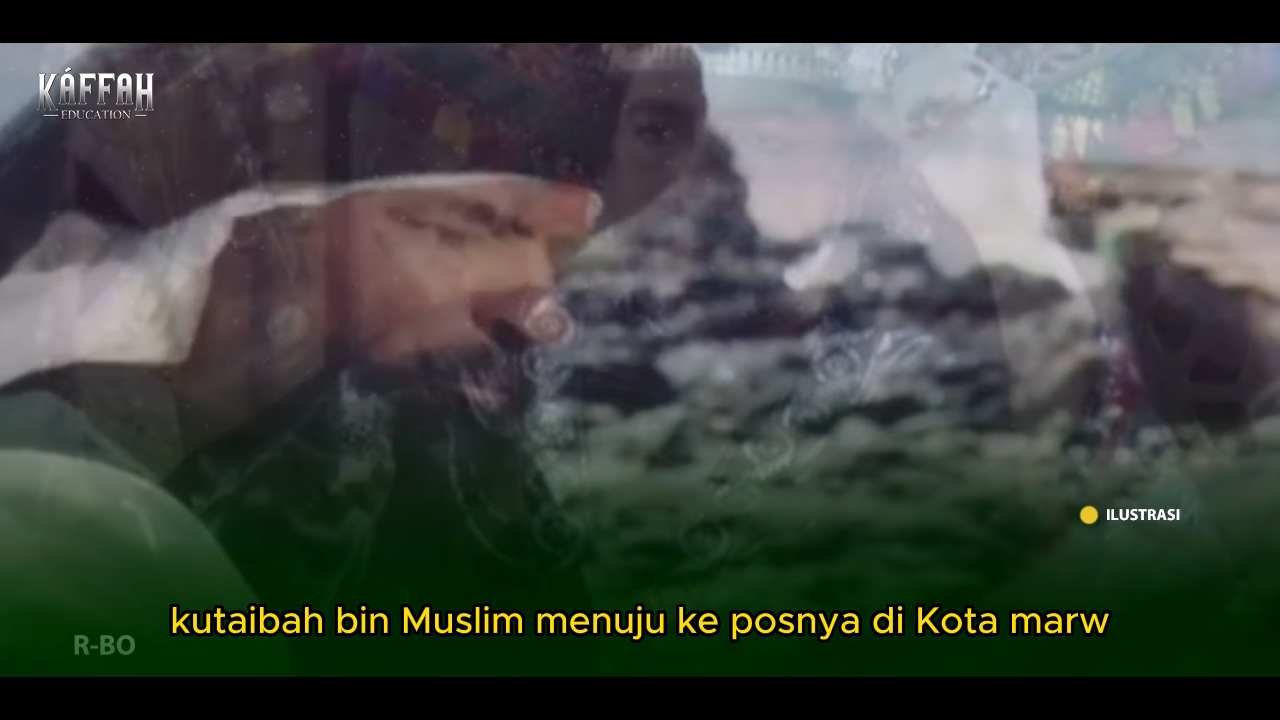 KÁFFAH
EDUCATION
ILUSTRASI
kutaibah bin Muslim menuju ke posnya di Kota marw
R-BO